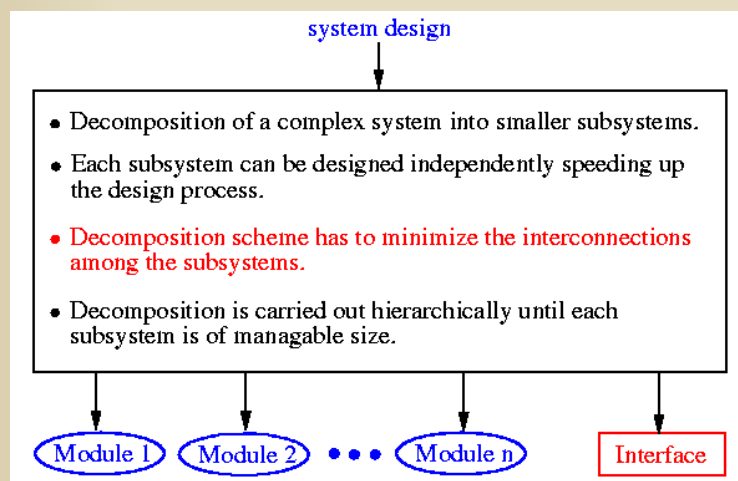 system design
• Decomposition of a complex system into smaller subsystems.
• Each subsystem can be designed independently speeding up
the design process.
• Decomposition scheme has to minimize the interconnections
among the subsystems.
• Decomposition is carried out hierarchically until each
subsystem is of managable size.
Module 1 Module 2 • • • Module n Interface